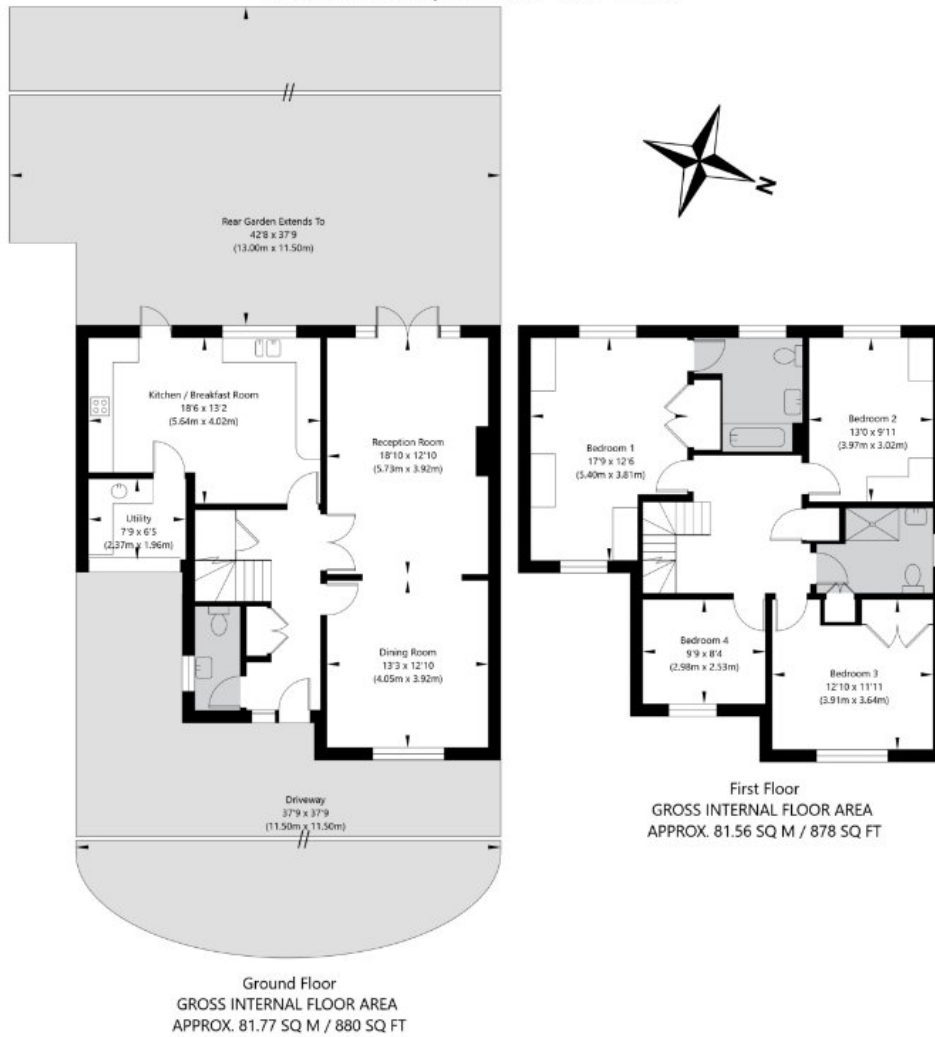 Rear Garden Extends To
42'8 x 37'9
(13.00m x 11.50m)
N
Kitchen / Breakfast Room
18'6 x 13'2
(5.64m x 4.02m)
Reception Room
18'10 x 12'10
(5.73m x 3.92m)
Utility
7'9 x 6'5
(2.37m x 1.96m)
Dining Room
13'3 x 12'10
(4.05m x 3.92m)
Driveway
37'9 x 37'9
(11.50m x 11.50m)
Ground Floor
GROSS INTERNAL FLOOR AREA
APPROX. 81.77 SQ M / 880 SQ FT
Bedroom 1
17'9 x 12'6
(5.40m x 3.81m)
Bedroom 2
13'0 x 9'11
(3.97m x 3.02m)
Bedroom 4
9'9 x 8'4
(2.98m x 2.53m)
Bedroom 3
12'10 x 11'11
(3.91m x 3.64m)
First Floor
GROSS INTERNAL FLOOR AREA
APPROX. 81.56 SQ M / 878 SQ FT